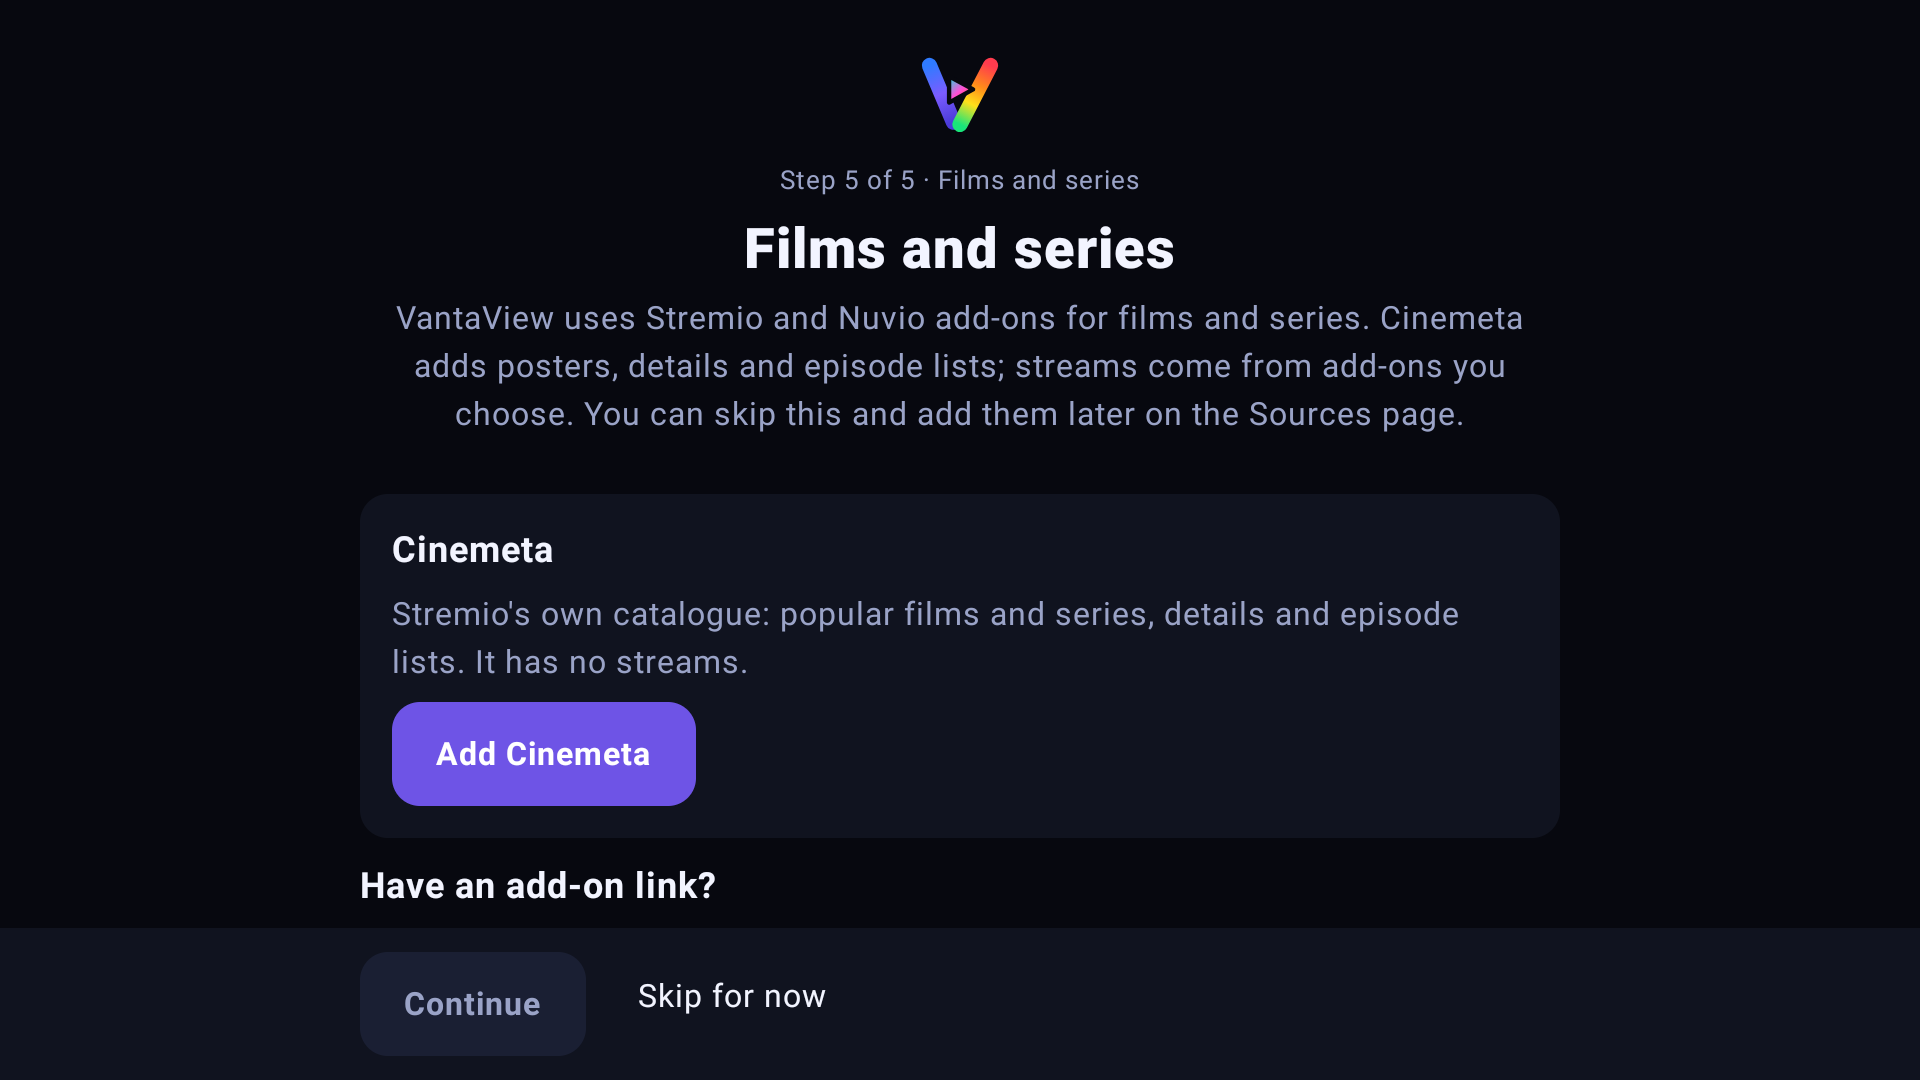 Step 5 of 5 · Films and series
Films and series
VantaView uses Stremio and Nuvio add-ons for films and series. Cinemeta
adds posters, details and episode lists; streams come from add-ons you
choose. You can skip this and add them later on the Sources page.
Cinemeta
Stremio's own catalogue: popular films and series, details and episode
lists. It has no streams.
Add Cinemeta
Have an add-on link?
Continue
Skip for now